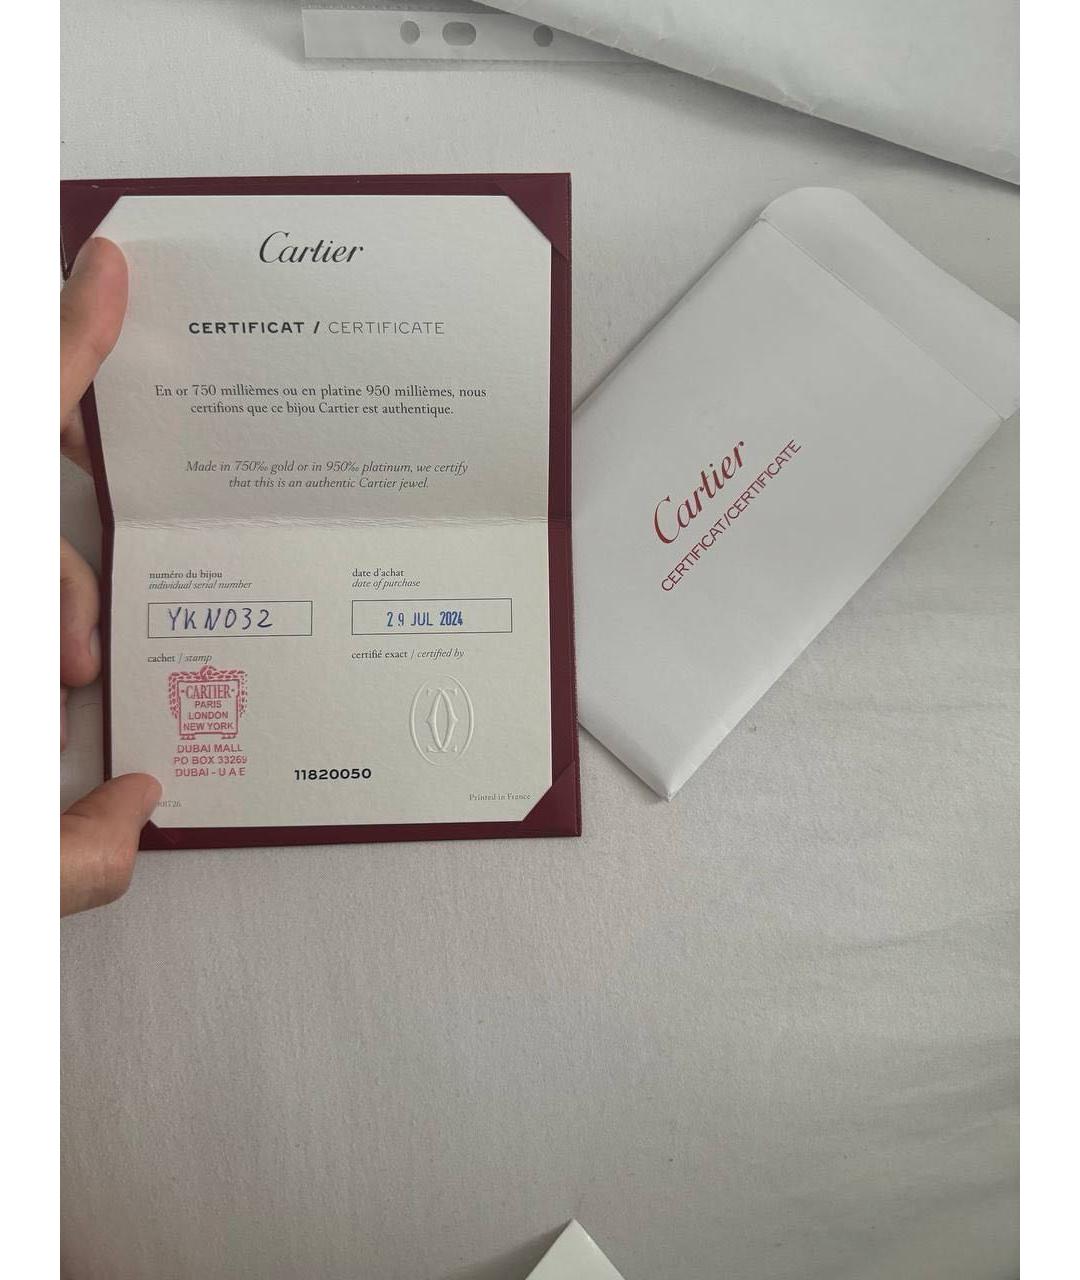 Cartier
CERTIFICAT / CERTIFICATE
En or 750 millièmes ou en platine 950 millièmes, nous
certifions que ce bijou Cartier est authentique.
Made in 750‰ gold or in 950‰ platinum, we certify
that this is an authentic Cartier jewel.
numéro du bijou
individual serial number
YKN032
date d'achat
date of purchase
29 JUL 2024
cachet / stamp
CARTIER
PARIS
LONDON
NEW YORK
DUBAI MALL
PO BOX 33269
DUBAI - U A E
certifié exact / certified by
11820050
Printed in France
Cartier
CERTIFICAT/CERTIFICATE